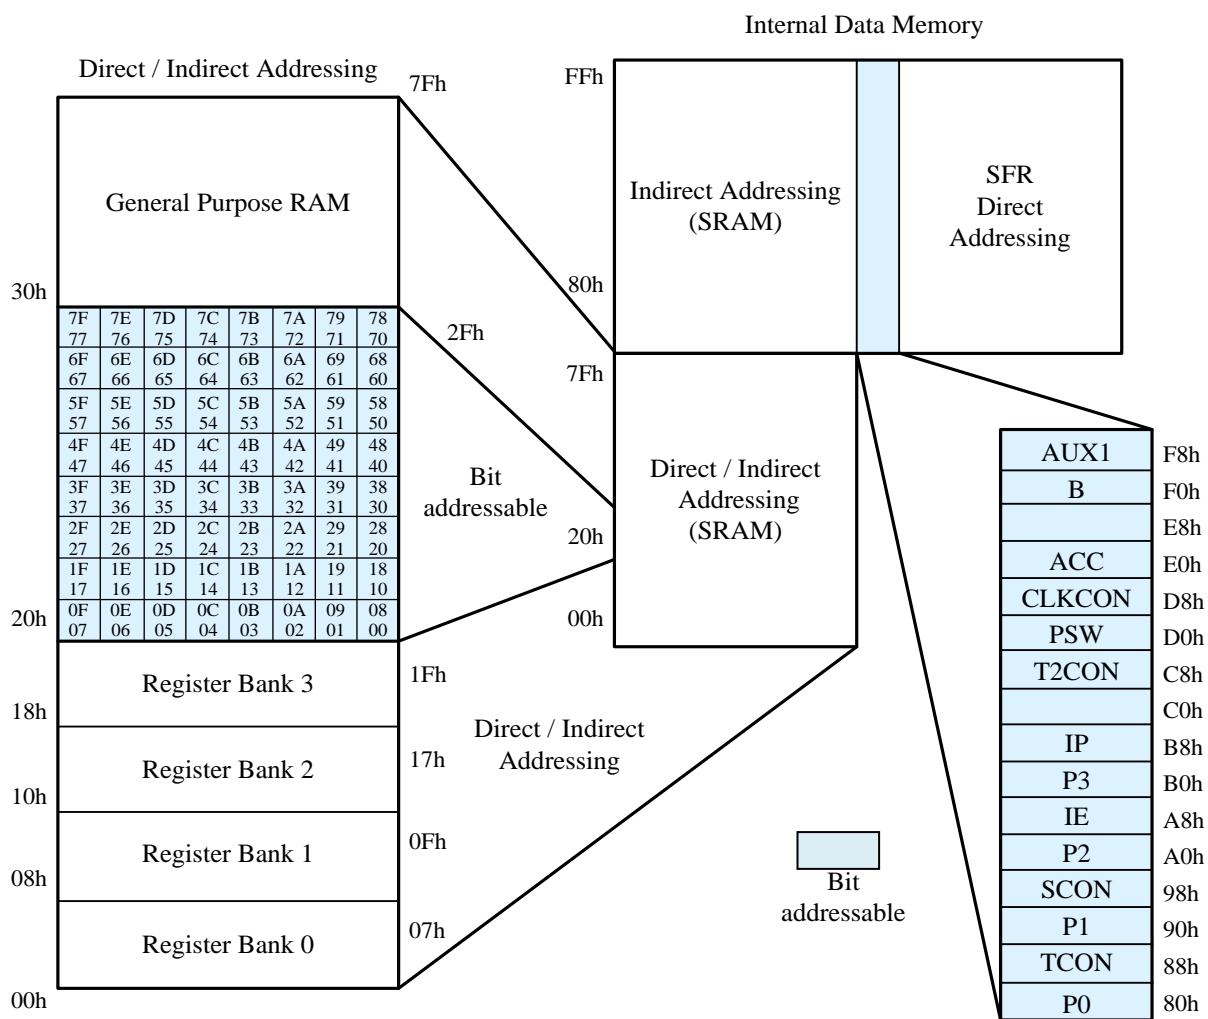 Internal Data Memory
Direct / Indirect Addressing
7Fh
General Purpose RAM
30h
7F 7E 7D 7C 7B 7A 79 78
77 76 75 74 73 72 71 70
6F 6E 6D 6C 6B 6A 69 68
67 66 65 64 63 62 61 60
5F 5E 5D 5C 5B 5A 59 58
57 56 55 54 53 52 51 50
4F 4E 4D 4C 4B 4A 49 48
47 46 45 44 43 42 41 40
3F 3E 3D 3C 3B 3A 39 38
37 36 35 34 33 32 31 30
2F 2E 2D 2C 2B 2A 29 28
27 26 25 24 23 22 21 20
1F 1E 1D 1C 1B 1A 19 18
17 16 15 14 13 12 11 10
0F 0E 0D 0C 0B 0A 09 08
07 06 05 04 03 02 01 00
20h
2Fh
Bit
addressable
Register Bank 3
1Fh
18h
Register Bank 2
17h
10h
Register Bank 1
0Fh
08h
Register Bank 0
07h
00h
Direct / Indirect
Addressing
FFh
Indirect Addressing
(SRAM)
80h
SFR
Direct
Addressing
7Fh
Direct / Indirect
Addressing
(SRAM)
20h
00h
Bit
addressable
AUX1 F8h
B F0h
E8h
ACC E0h
CLKCON D8h
PSW D0h
T2CON C8h
C0h
IP B8h
P3 B0h
IE A8h
P2 A0h
SCON 98h
P1 90h
TCON 88h
P0 80h